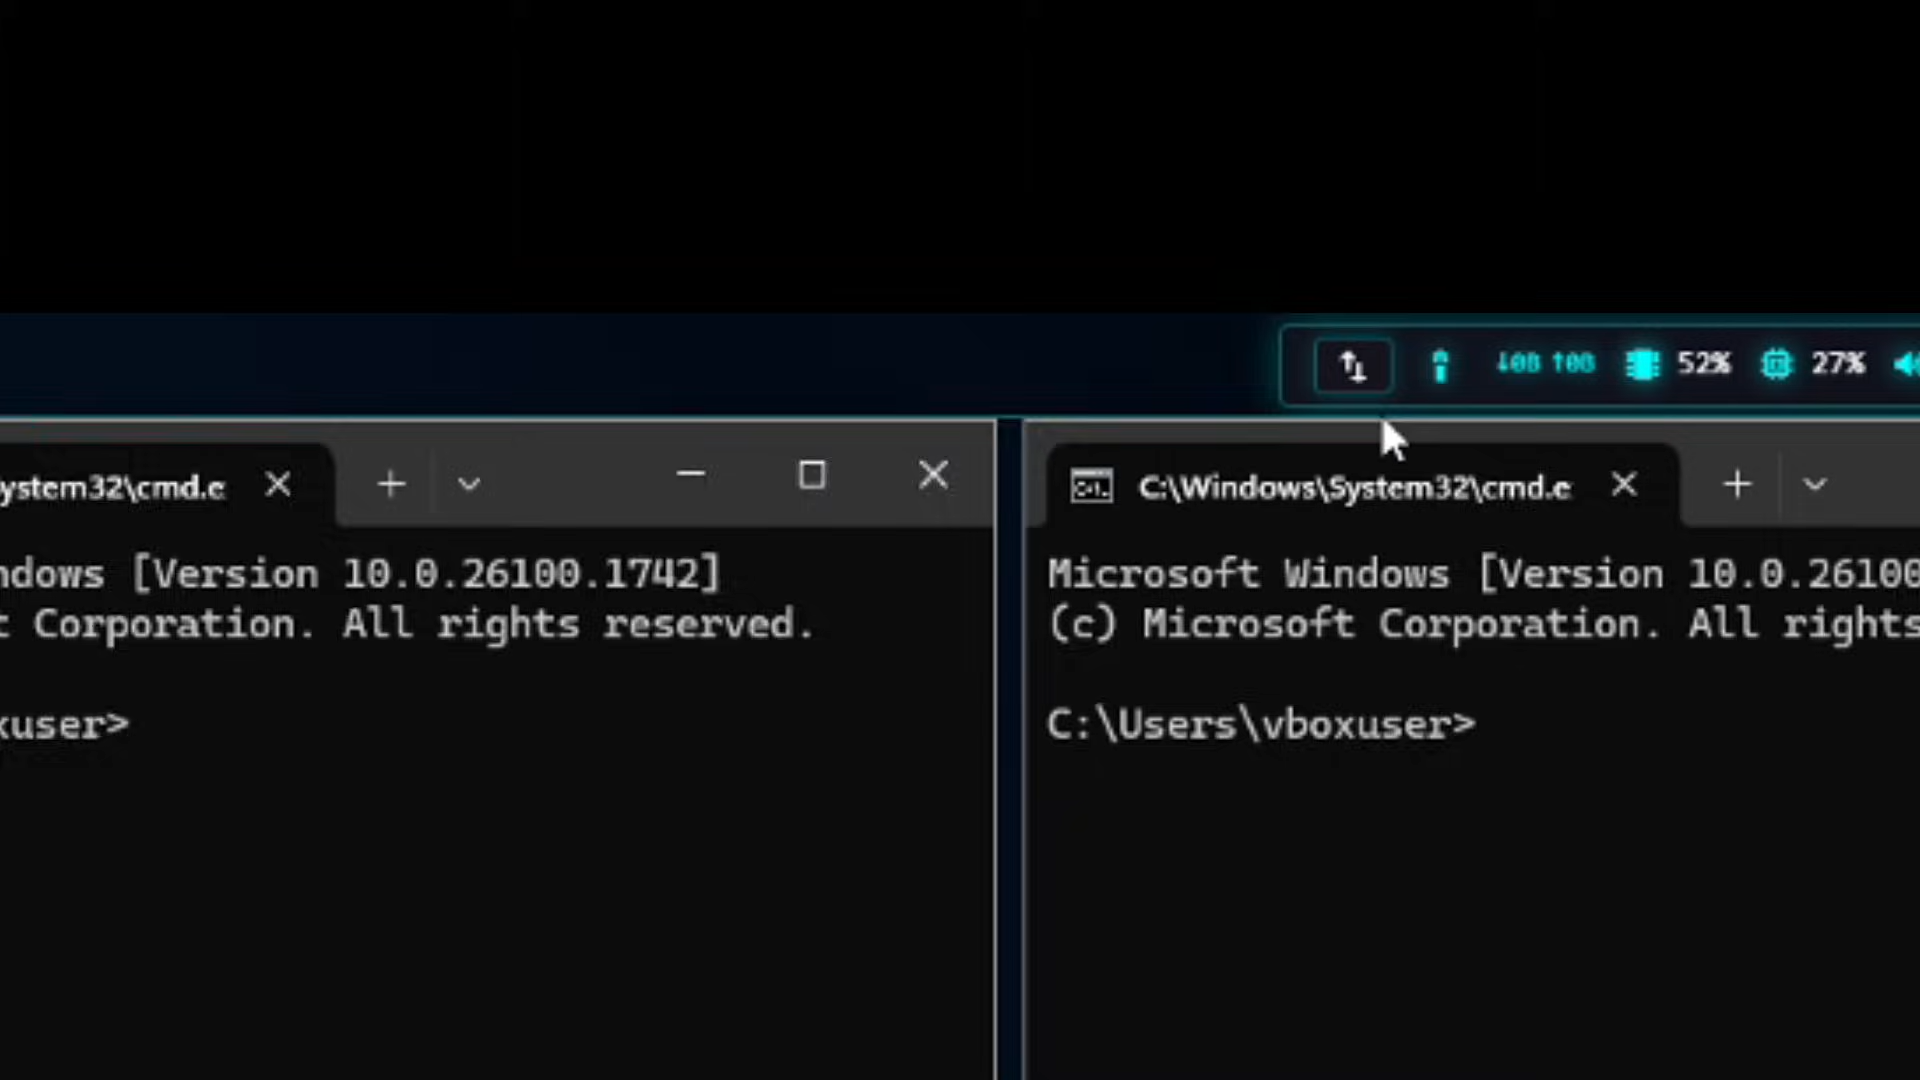 ↓0B ↑0B 52% 27%
ystem32\cmd.e
ndows [Version 10.0.26100.1742]
t Corporation. All rights reserved.
xuser>
C:\Windows\System32\cmd.e
Microsoft Windows [Version 10.0.26100
(c) Microsoft Corporation. All rights
C:\Users\vboxuser>